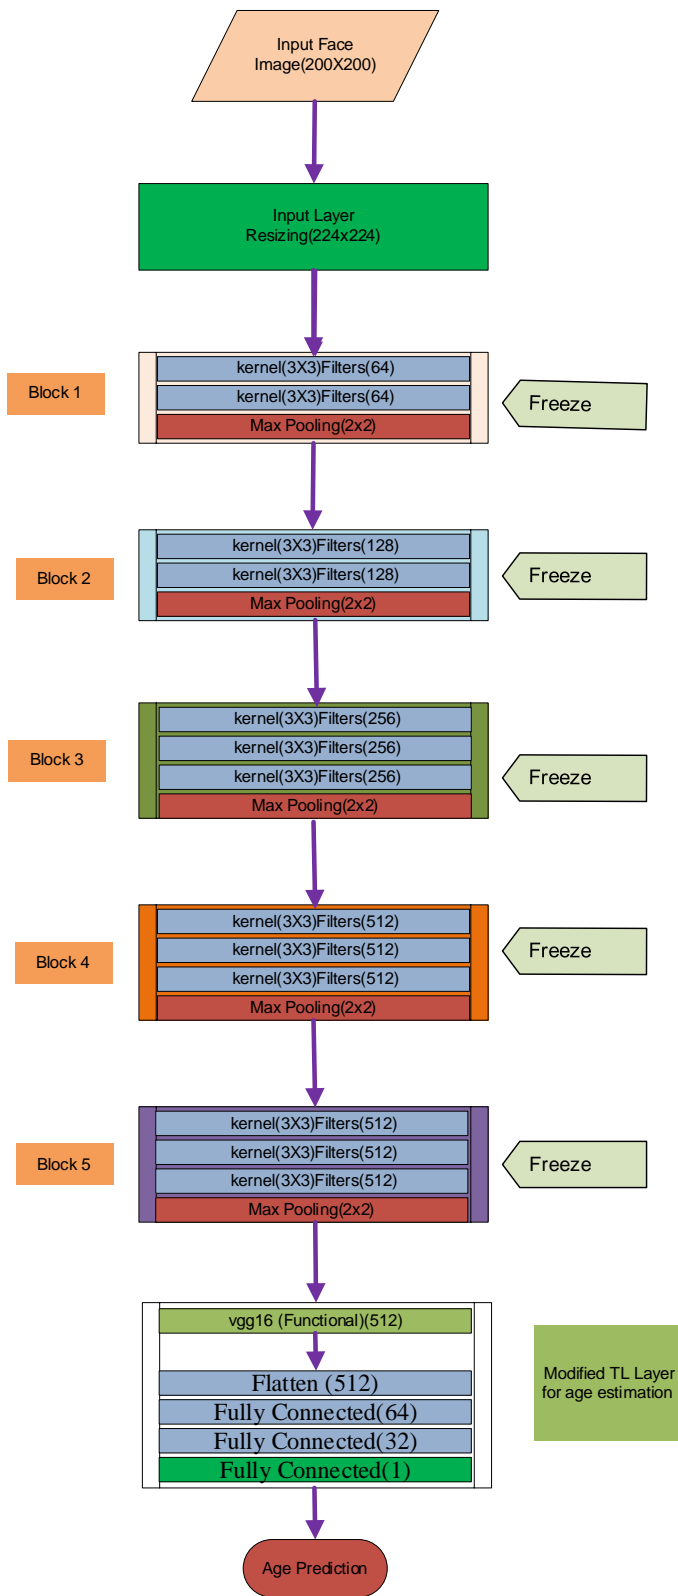 Input Face
Image(200X200)
Input Layer
Resizing(224x224)
Block 1
kernel(3X3)Filters(64)
kernel(3X3)Filters(64)
Max Pooling(2x2)
Freeze
Block 2
kernel(3X3)Filters(128)
kernel(3X3)Filters(128)
Max Pooling(2x2)
Freeze
Block 3
kernel(3X3)Filters(256)
kernel(3X3)Filters(256)
kernel(3X3)Filters(256)
Max Pooling(2x2)
Freeze
Block 4
kernel(3X3)Filters(512)
kernel(3X3)Filters(512)
kernel(3X3)Filters(512)
Max Pooling(2x2)
Freeze
Block 5
kernel(3X3)Filters(512)
kernel(3X3)Filters(512)
kernel(3X3)Filters(512)
Max Pooling(2x2)
Freeze
vgg16 (Functional)(512)
Flatten (512)
Fully Connected(64)
Fully Connected(32)
Fully Connected(1)
Modified TL Layer
for age estimation
Age Prediction